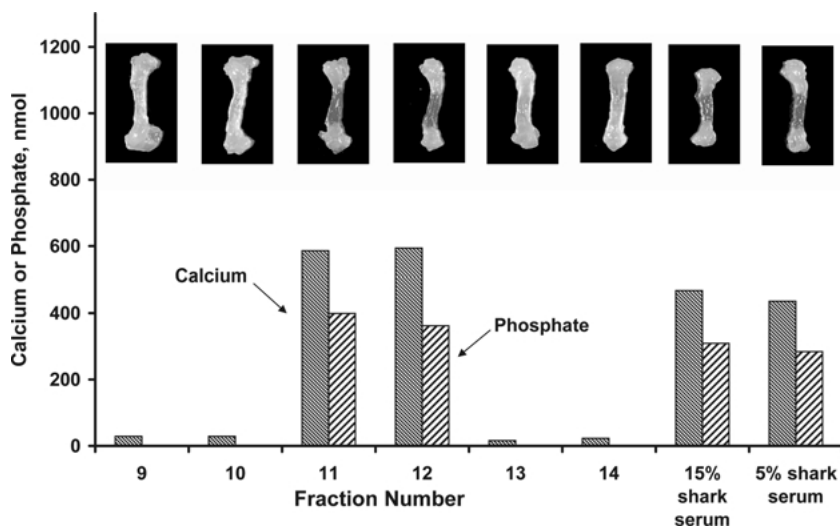 Calcium or Phosphate, nmol
1200
1000
800
600
400
200
0
Calcium
Phosphate
9 10 11 12 13 14 15% shark serum 5% shark serum
Fraction Number